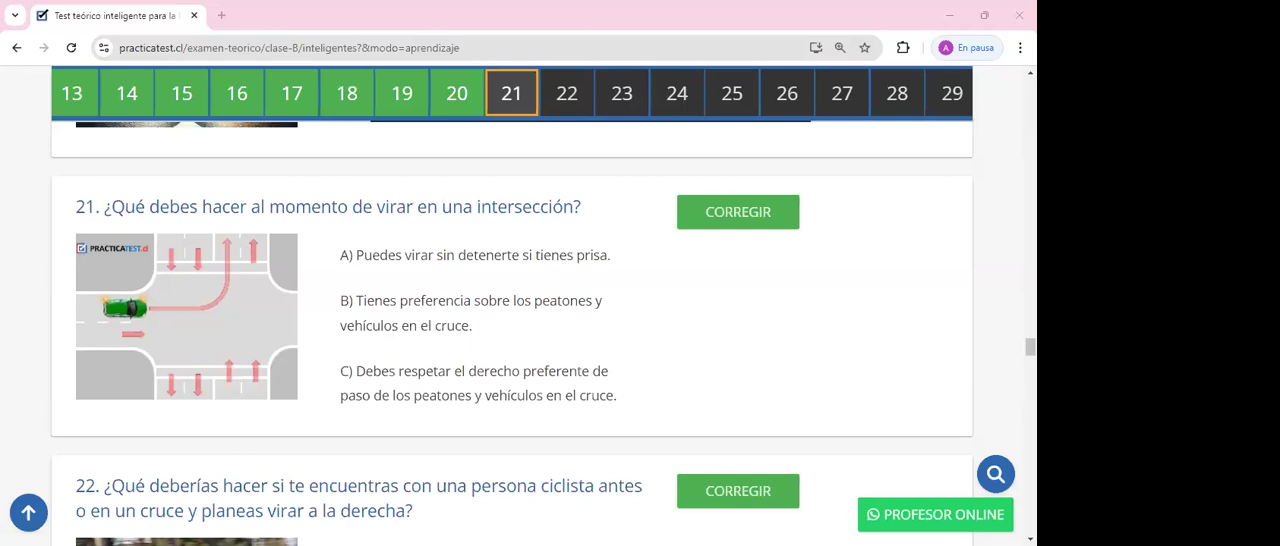 Test teórico inteligente para la
practicatest.cl/examen-teorico/clase-B/inteligentes?&modo=aprendizaje
A
En pausa
13 14 15 16 17 18 19 20 21 22 23 24 25 26 27 28 29
21. ¿Qué debes hacer al momento de virar en una intersección?
CORREGIR
PRACTICATEST.cl
A) Puedes virar sin detenerte si tienes prisa.
B) Tienes preferencia sobre los peatones y
vehículos en el cruce.
C) Debes respetar el derecho preferente de
paso de los peatones y vehículos en el cruce.
22. ¿Qué deberías hacer si te encuentras con una persona ciclista antes
o en un cruce y planeas virar a la derecha?
CORREGIR
PROFESOR ONLINE